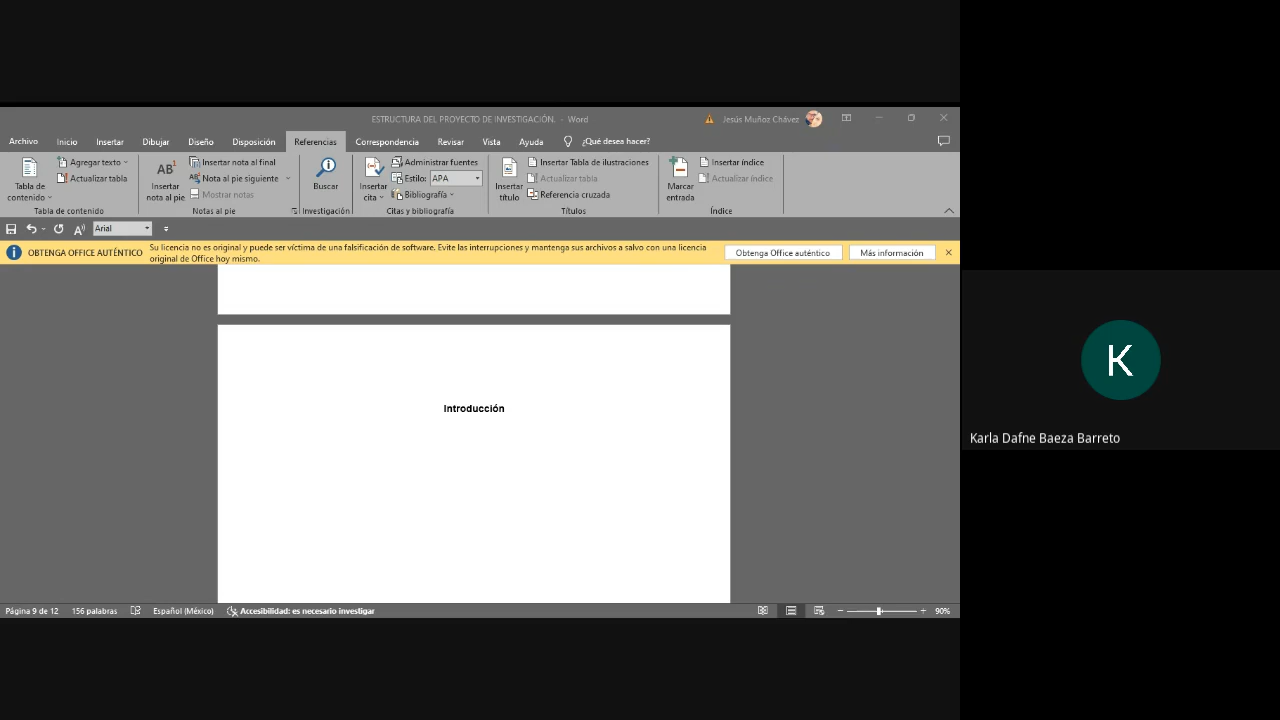 ESTRUCTURA DEL PROYECTO DE INVESTIGACIÓN. - Word
Jesús Muñoz Chávez
Archivo Inicio Insertar Dibujar Diseño Disposición Referencias Correspondencia Revisar Vista Ayuda ¿Qué desea hacer?
Tabla de contenido
Agregar texto
Actualizar tabla
Tabla de contenido
AB1
Insertar nota al pie
Insertar nota al final
Nota al pie siguiente
Mostrar notas
Notas al pie
Buscar
Investigación
Insertar cita
Administrar fuentes
Estilo: APA
Bibliografía
Citas y bibliografía
Insertar título
Insertar Tabla de ilustraciones
Actualizar tabla
Referencia cruzada
Títulos
Marcar entrada
Insertar índice
Actualizar índice
Índice
Arial
OBTENGA OFFICE AUTÉNTICO
Su licencia no es original y puede ser víctima de una falsificación de software. Evite las interrupciones y mantenga sus archivos a salvo con una licencia
original de Office hoy mismo.
Obtenga Office auténtico
Más información
Introducción
K
Karla Dafne Baeza Barreto
Página 9 de 12 156 palabras Español (México) Accesibilidad: es necesario investigar 90%